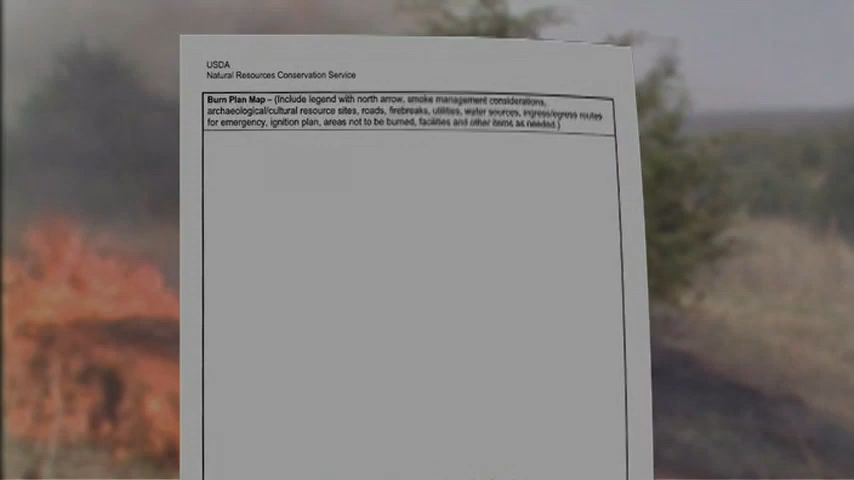 USDA
Natural Resources Conservation Service
Burn Plan Map – (Include legend with north arrow, smoke management considerations,
archaeological/cultural resource sites, roads, firebreaks, utilities, water sources, ingress/egress routes
for emergency, ignition plan, areas not to be burned, facilities and other items as needed.)